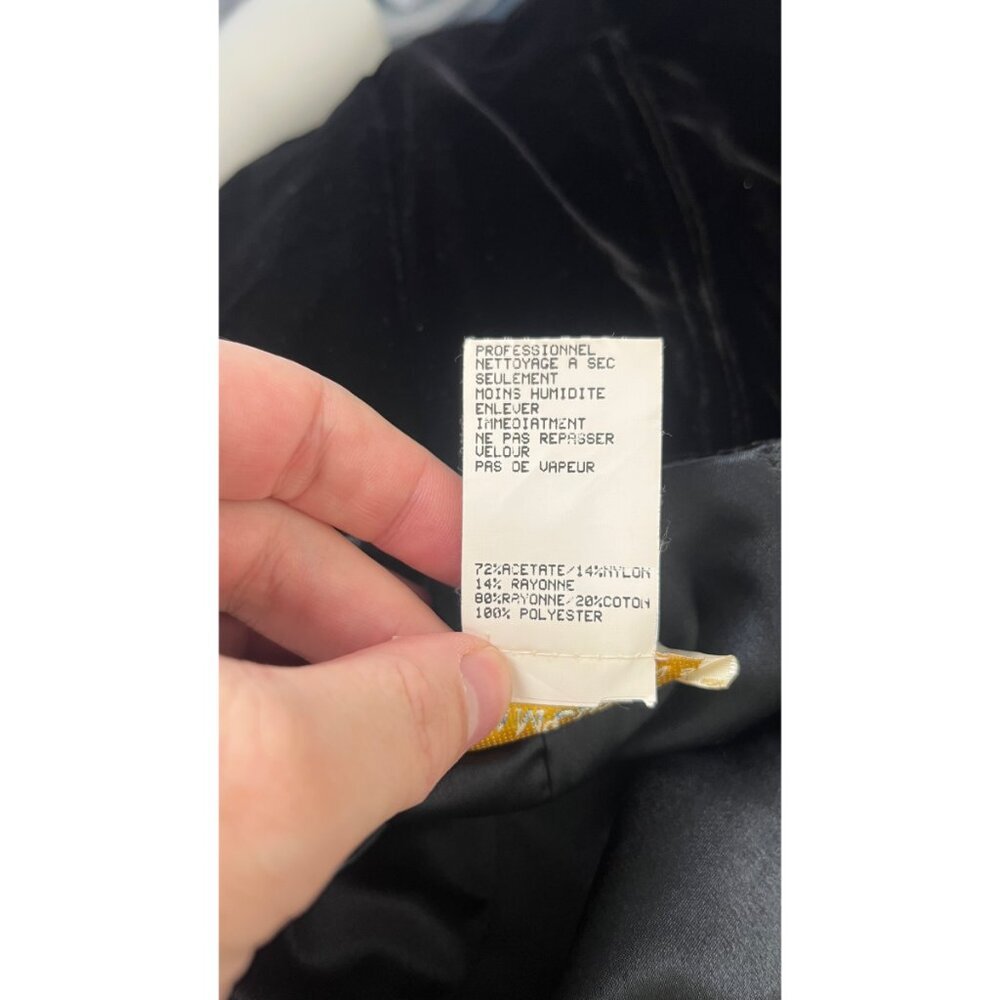 PROFESSIONNEL
NETTOYAGE A SEC
SEULEMENT
MOINS HUMIDITE
ENLEVER
IMMEDIATMENT
NE PAS REPASSER
VELOUR
PAS DE VAPEUR
72%ACETATE/14%NYLON
14% RAYONNE
80%RAYONNE/20%COTON
100% POLYESTER